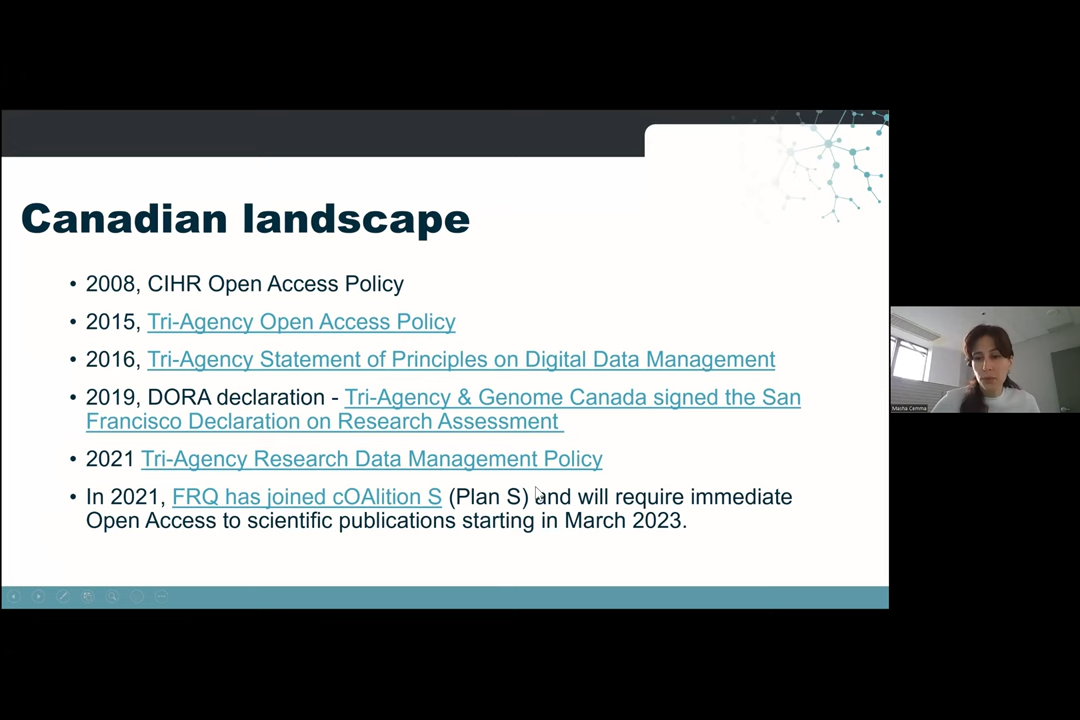 Canadian landscape
• 2008, CIHR Open Access Policy
• 2015, Tri-Agency Open Access Policy
• 2016, Tri-Agency Statement of Principles on Digital Data Management
• 2019, DORA declaration - Tri-Agency & Genome Canada signed the San
Francisco Declaration on Research Assessment
• 2021 Tri-Agency Research Data Management Policy
• In 2021, FRQ has joined cOAlition S (Plan S) and will require immediate
Open Access to scientific publications starting in March 2023.
Masha Cemma